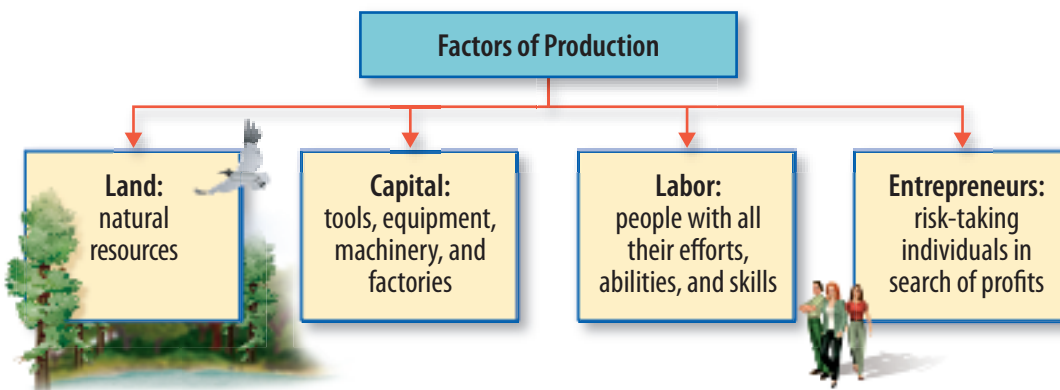 Factors of Production
Land:
natural
resources
Capital:
tools, equipment,
machinery, and
factories
Labor:
people with all
their efforts,
abilities, and skills
Entrepreneurs:
risk-taking
individuals in
search of profits